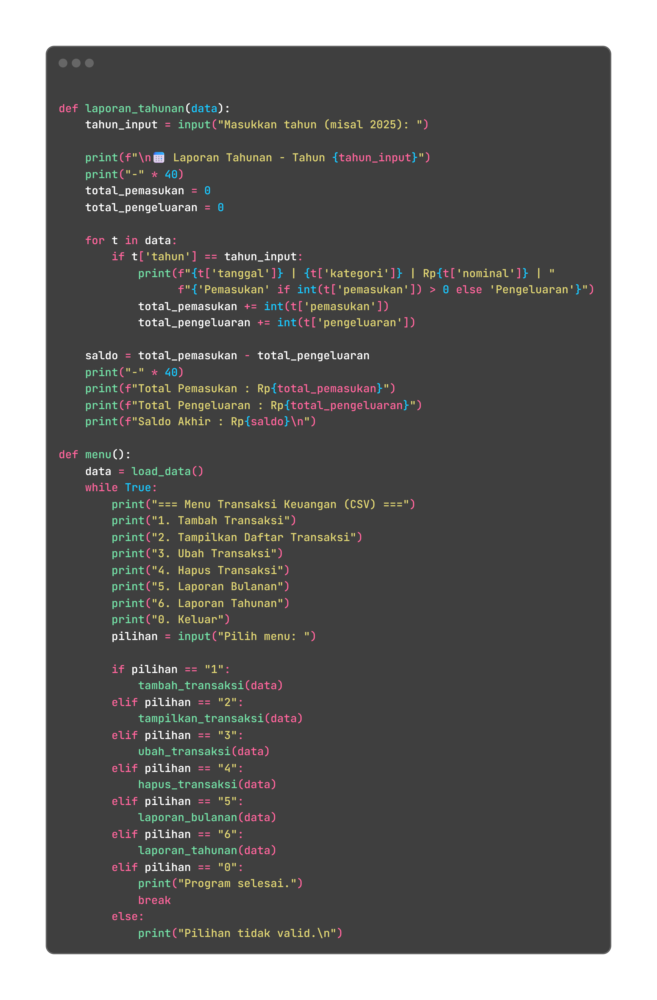 def laporan_tahunan(data):
    tahun_input = input("Masukkan tahun (misal 2025): ")
    print(f"\n📅 Laporan Tahunan - Tahun {tahun_input}")
    print("-" * 40)
    total_pemasukan = 0
    total_pengeluaran = 0
    for t in data:
        if t['tahun'] == tahun_input:
            print(f"{t['tanggal']} | {t['kategori']} | Rp{t['nominal']} | "
                  f"{'Pemasukan' if int(t['pemasukan']) > 0 else 'Pengeluaran'}")
            total_pemasukan += int(t['pemasukan'])
            total_pengeluaran += int(t['pengeluaran'])
    saldo = total_pemasukan - total_pengeluaran
    print("-" * 40)
    print(f"Total Pemasukan : Rp{total_pemasukan}")
    print(f"Total Pengeluaran : Rp{total_pengeluaran}")
    print(f"Saldo Akhir : Rp{saldo}\n")
def menu():
    data = load_data()
    while True:
        print("=== Menu Transaksi Keuangan (CSV) ===")
        print("1. Tambah Transaksi")
        print("2. Tampilkan Daftar Transaksi")
        print("3. Ubah Transaksi")
        print("4. Hapus Transaksi")
        print("5. Laporan Bulanan")
        print("6. Laporan Tahunan")
        print("0. Keluar")
        pilihan = input("Pilih menu: ")
        if pilihan == "1":
            tambah_transaksi(data)
        elif pilihan == "2":
            tampilkan_transaksi(data)
        elif pilihan == "3":
            ubah_transaksi(data)
        elif pilihan == "4":
            hapus_transaksi(data)
        elif pilihan == "5":
            laporan_bulanan(data)
        elif pilihan == "6":
            laporan_tahunan(data)
        elif pilihan == "0":
            print("Program selesai.")
            break
        else:
            print("Pilihan tidak valid.\n")